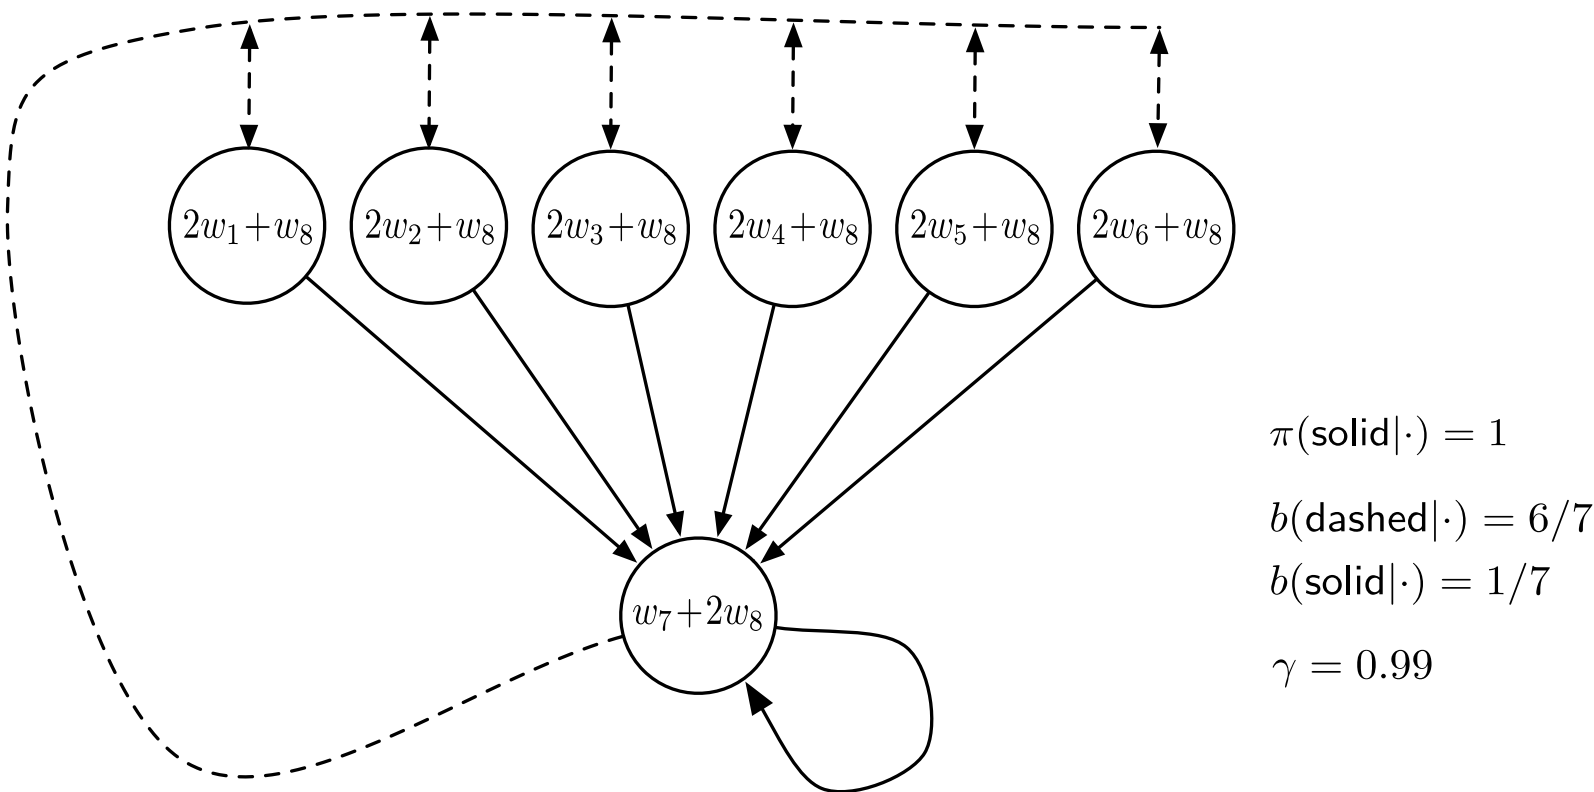 2w₁+w₈
2w₂+w₈
2w₃+w₈
2w₄+w₈
2w₅+w₈
2w₆+w₈
w₇+2w₈
π(solid|·) = 1
b(dashed|·) = 6/7
b(solid|·) = 1/7
γ = 0.99